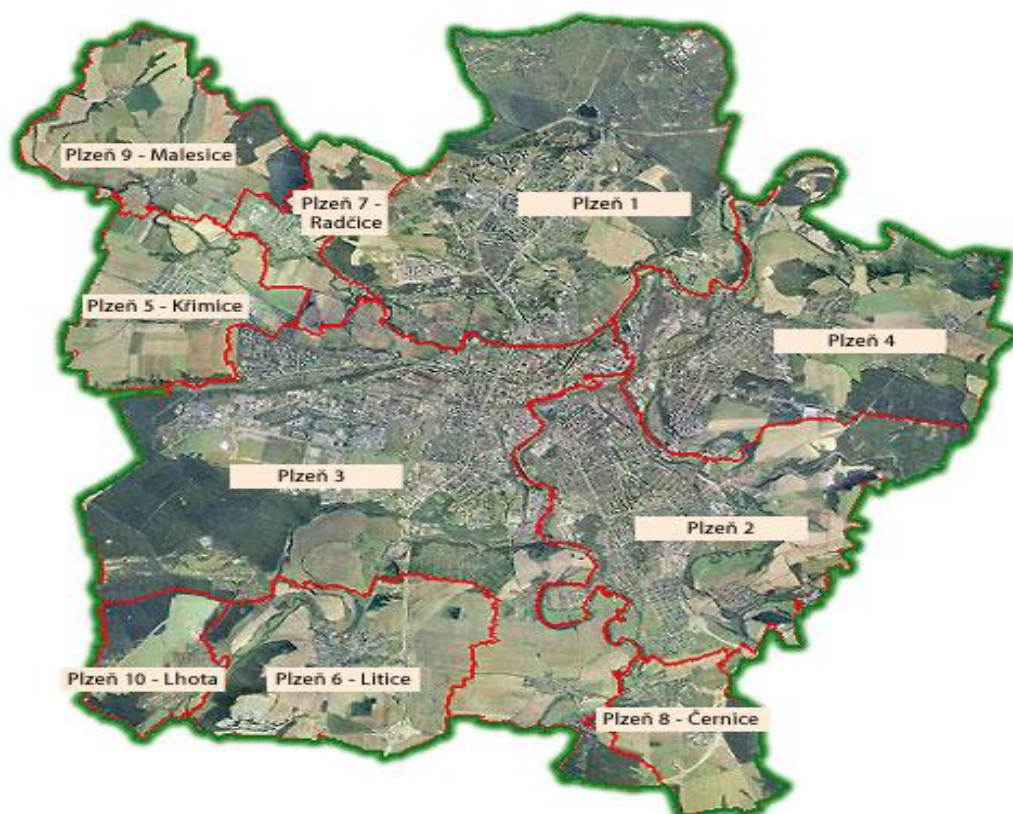 Plzeň 9 - Malesice
Plzeň 7 -
Radčice
Plzeň 1
Plzeň 5 - Křimice
Plzeň 4
Plzeň 3
Plzeň 2
Plzeň 10 - Lhota
Plzeň 6 - Litice
Plzeň 8 - Černice